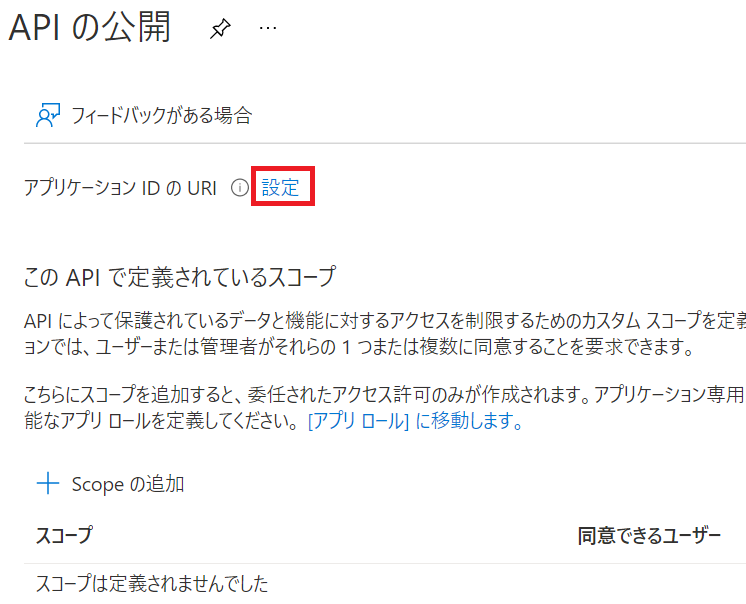 API の公開
フィードバックがある場合
アプリケーション ID の URI 設定
この API で定義されているスコープ
API によって保護されているデータと機能に対するアクセスを制限するためのカスタム スコープを定義
ョンでは、ユーザーまたは管理者がそれらの 1 つまたは複数に同意することを要求できます。
こちらにスコープを追加すると、委任されたアクセス許可のみが作成されます。アプリケーション専用
能なアプリ ロールを定義してください。 [アプリ ロール] に移動します。
Scope の追加
スコープ 同意できるユーザー
スコープは定義されませんでした